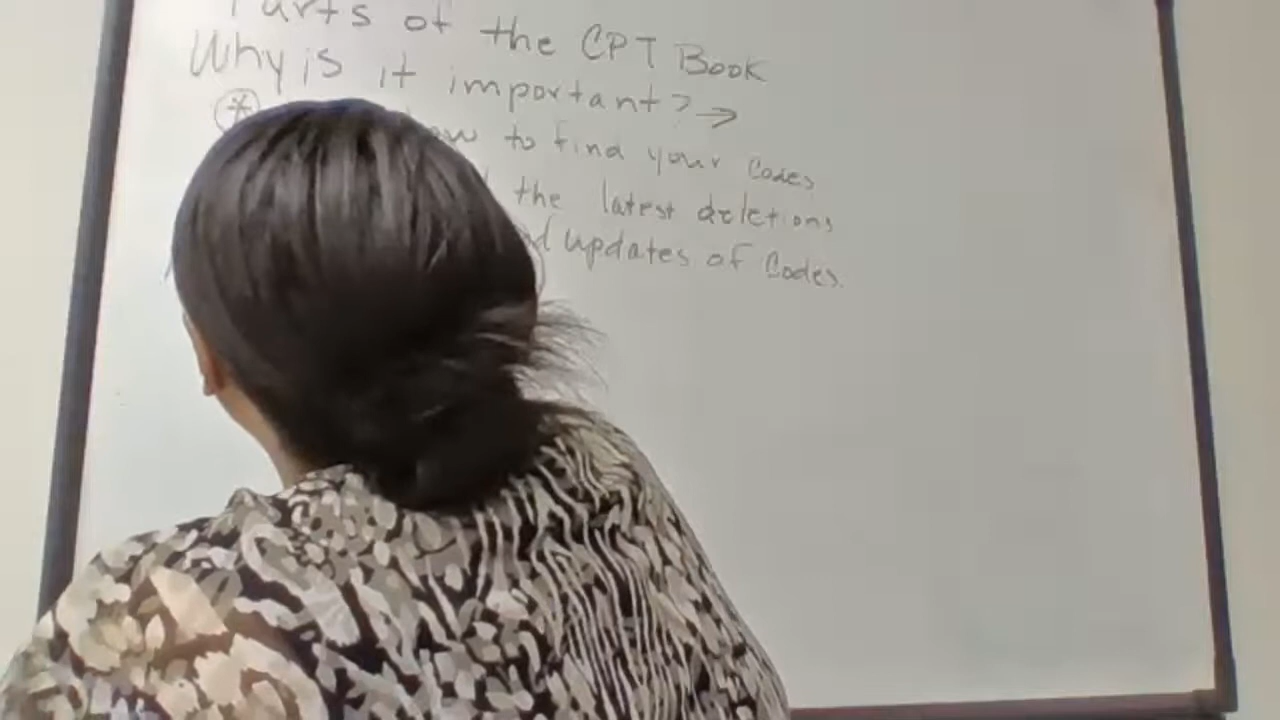 Parts of the CPT Book
Why is it important? →
to find your codes
the latest deletions
updates of Codes.